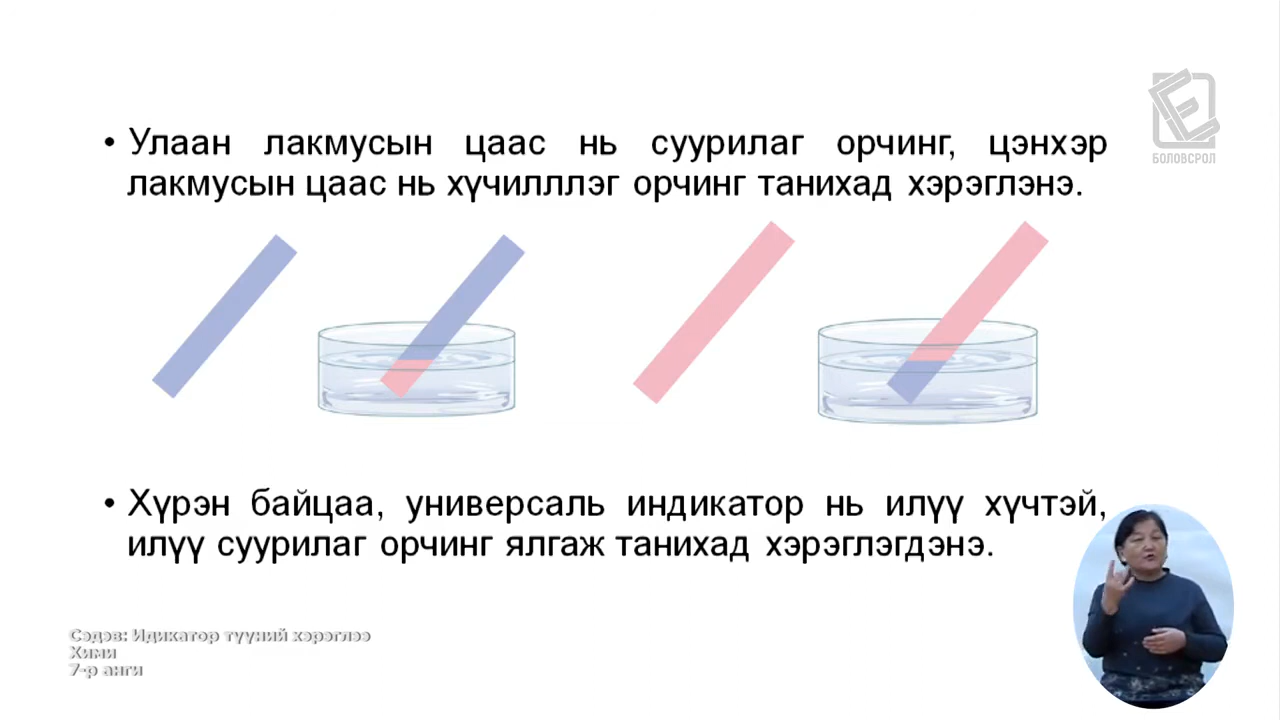 • Улаан лакмусын цаас нь суурилаг орчинг, цэнхэр
лакмусын цаас нь хүчилллэг орчинг танихад хэрэглэнэ.
• Хүрэн байцаа, универсаль индикатор нь илүү хүчтэй,
илүү суурилаг орчинг ялгаж танихад хэрэглэгдэнэ.
БОЛОВСРОЛ
Сэдэв: Идикатор түүний хэрэглээ
Хими
7-р анги